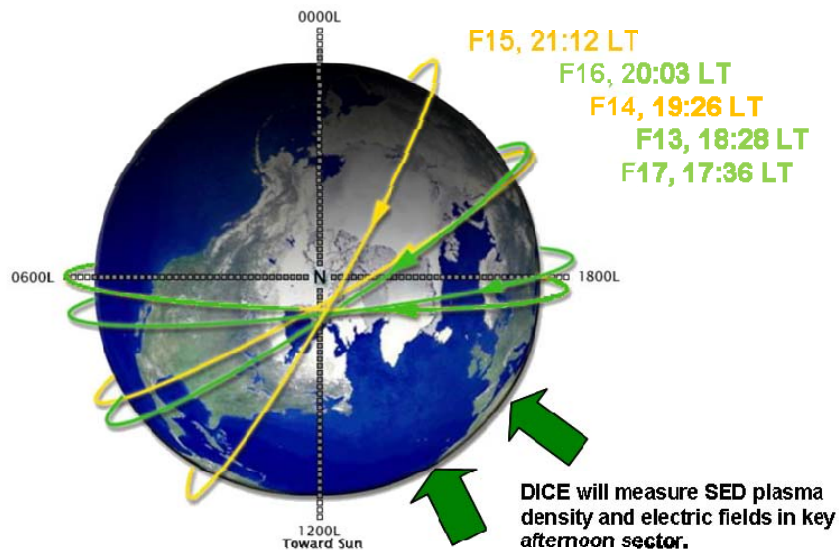 0000L
F15, 21:12 LT
F16, 20:03 LT
F14, 19:26 LT
F13, 18:28 LT
F17, 17:36 LT
0600L
N
1800L
1200L
Toward Sun
DICE will measure SED plasma
density and electric fields in key
afternoon sector.